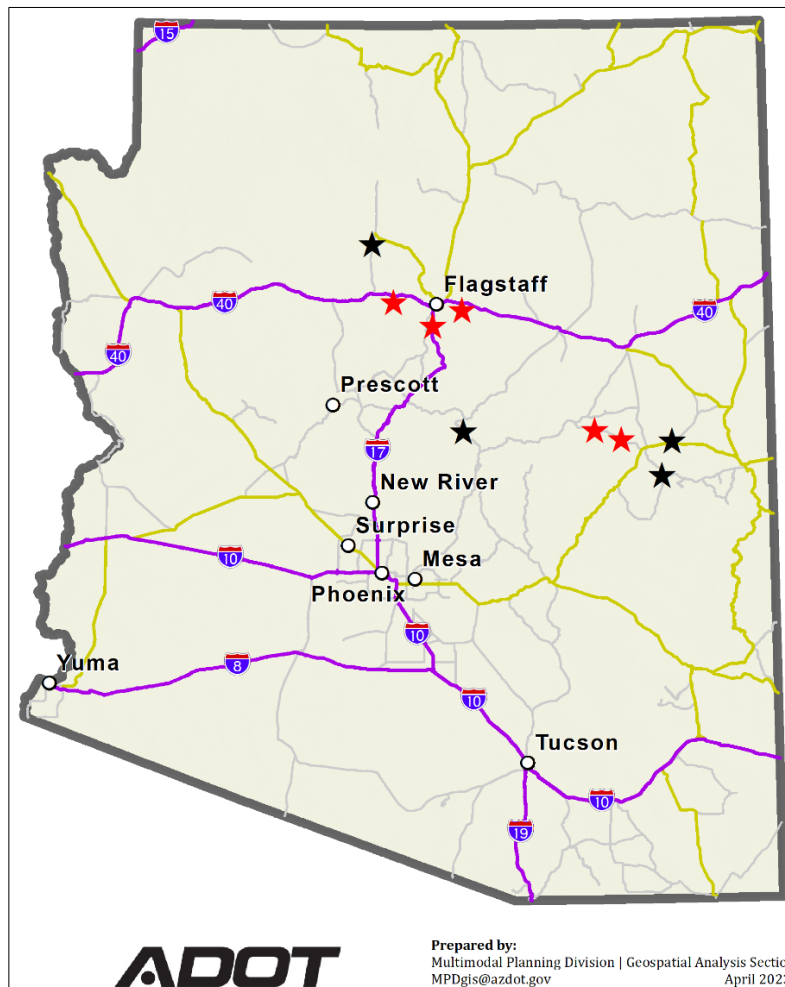 15
Flagstaff
40
40
40
Prescott
17
New River
Surprise
10
Mesa
Phoenix
10
8
Yuma
10
Tucson
10
19
ADOT
Prepared by:
Multimodal Planning Division | Geospatial Analysis Sectio
MPDgis@azdot.gov
April 202